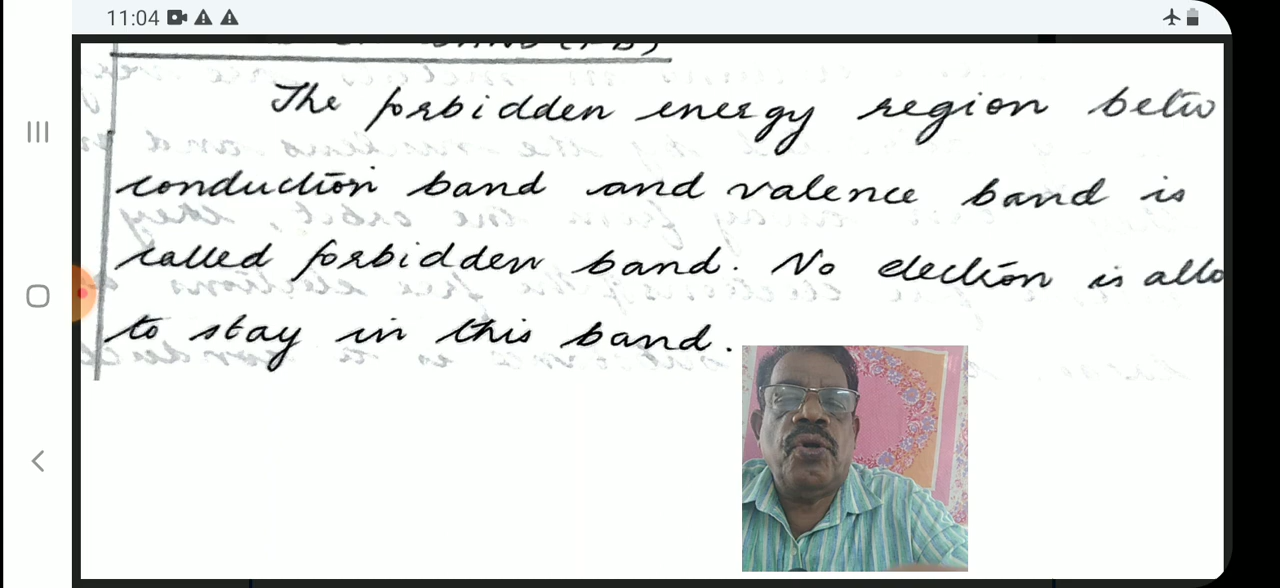 11:04
The forbidden energy region betw
conduction band and valence band is
called forbidden band. No election is allo
to stay in this band.